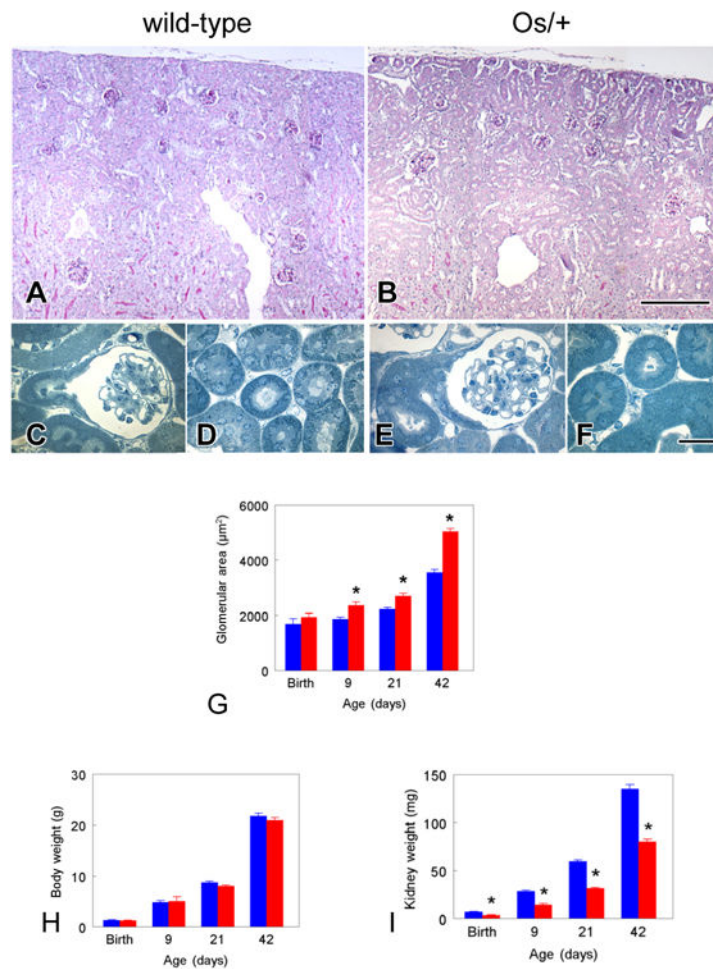 wild-type
Os/+
A
B
C
D
E
F
Glomerular area (µm²)
6000
4000
2000
0
*
*
*
Birth
9
21
42
Age (days)
G
Body weight (g)
30
20
10
0
Birth
9
21
42
Age (days)
H
Kidney weight (mg)
150
100
50
0
*
*
*
*
Birth
9
21
42
Age (days)
I